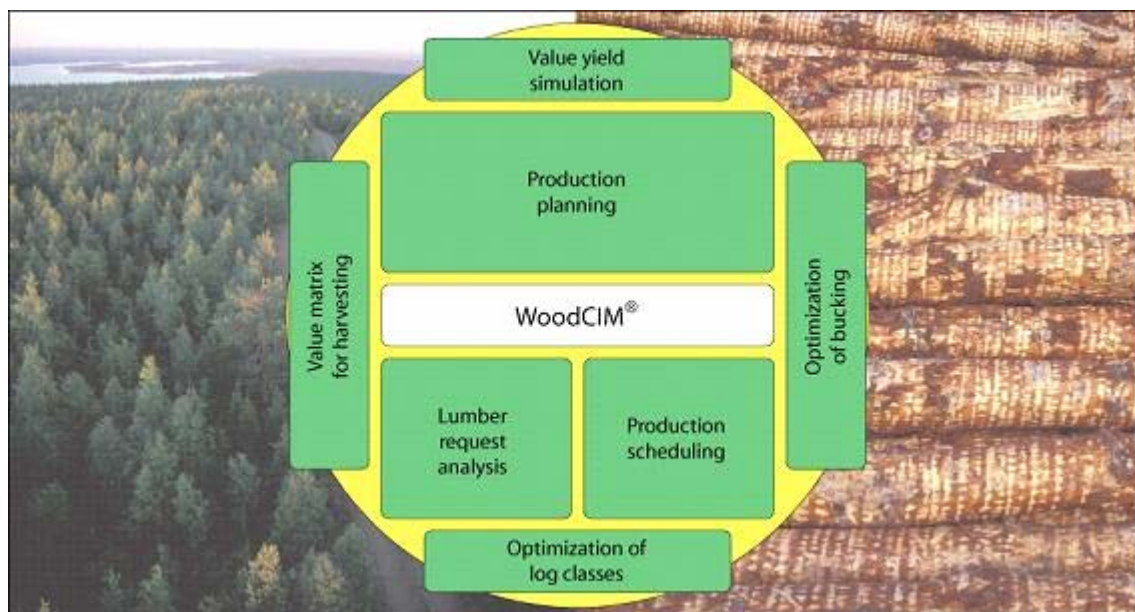 Value yield
simulation
Production
planning
Value matrix
for harvesting
WoodCIM®
Optimization
of bucking
Lumber
request
analysis
Production
scheduling
Optimization of
log classes